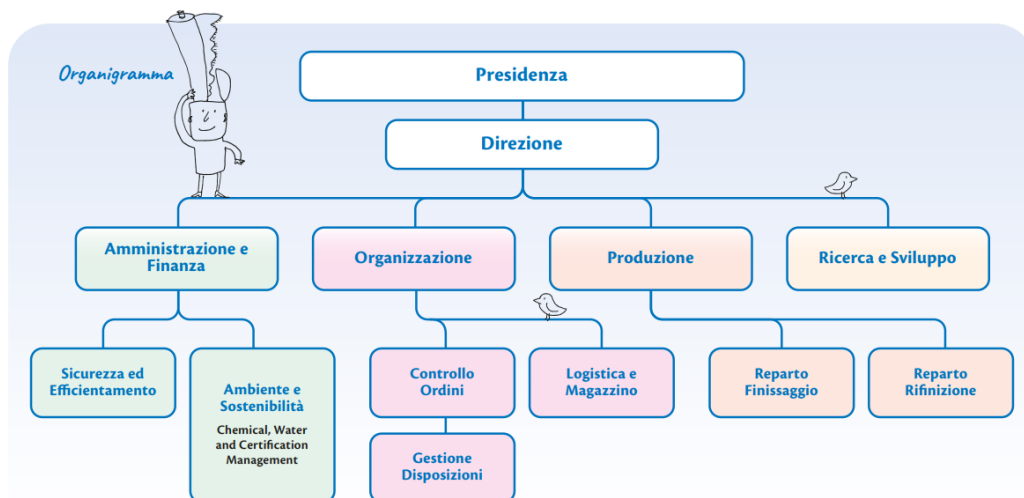 Organigramma
Presidenza
Direzione
Amministrazione e
Finanza
Organizzazione
Produzione
Ricerca e Sviluppo
Sicurezza ed
Efficientamento
Ambiente e
Sostenibilità
Chemical, Water
and Certification
Management
Controllo
Ordini
Logistica e
Magazzino
Reparto
Finissaggio
Reparto
Rifinizione
Gestione
Disposizioni